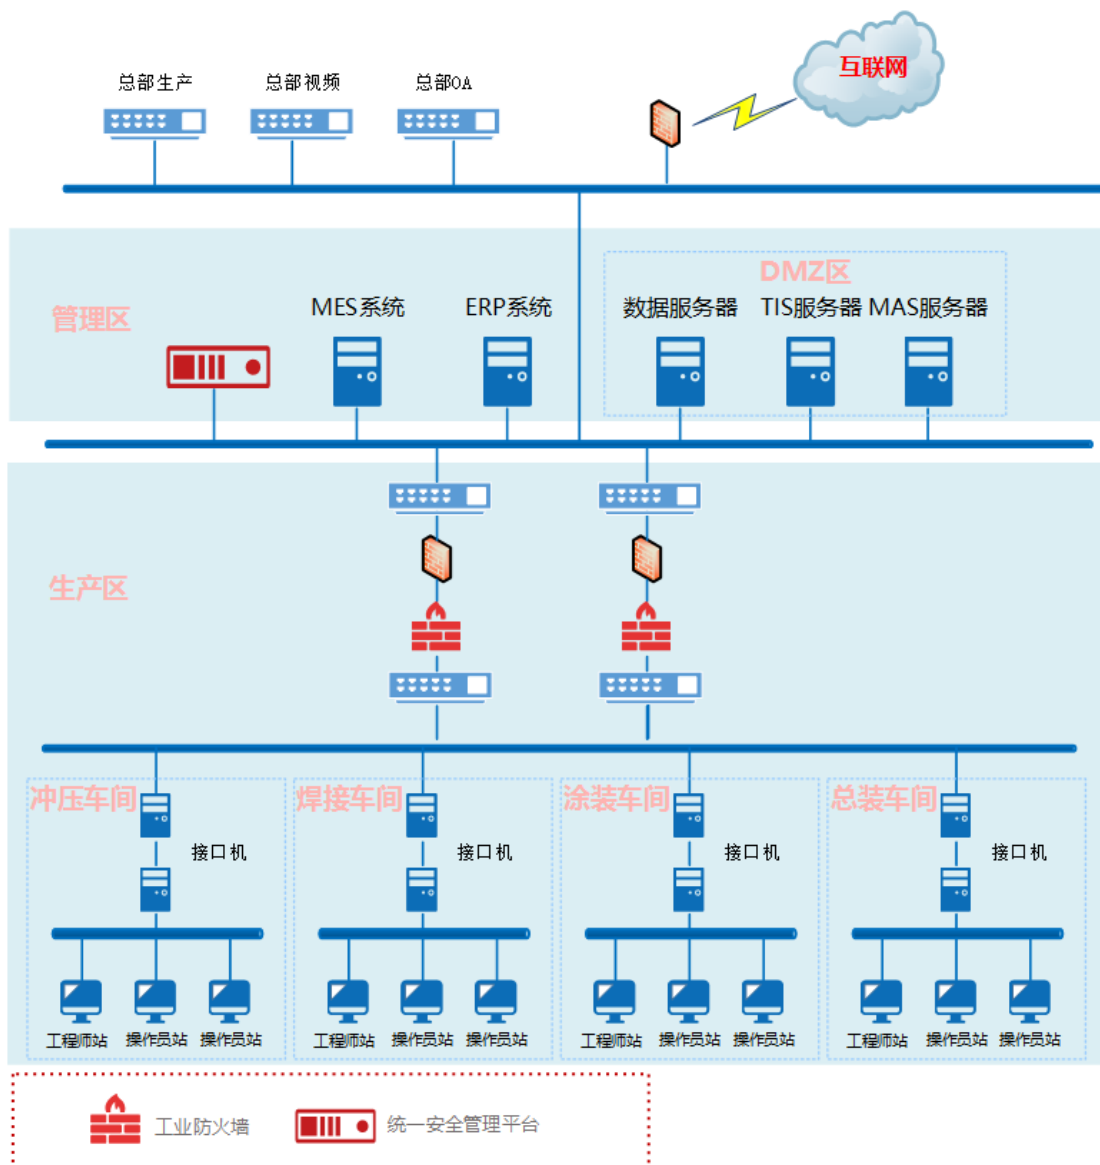 互联网
总部生产
总部视频
总部OA
DMZ区
管理区
MES系统
ERP系统
数据服务器
TIS服务器
MAS服务器
生产区
冲压车间
焊接车间
涂装车间
总装车间
接口机
接口机
接口机
接口机
工程师站
操作员站
操作员站
工程师站
操作员站
操作员站
工程师站
操作员站
操作员站
工程师站
操作员站
操作员站
工业防火墙
统一安全管理平台